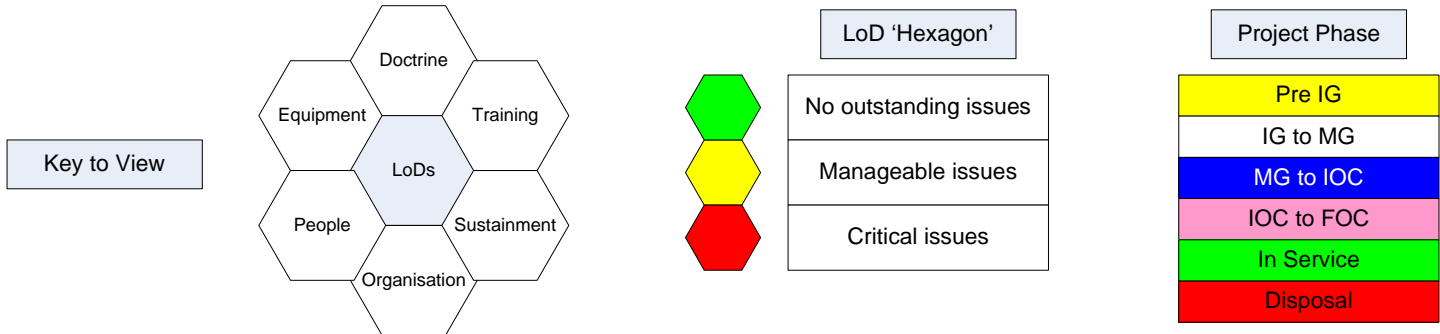 Key to View
Doctrine
Equipment
Training
LoDs
People
Sustainment
Organisation
LoD ‘Hexagon’
No outstanding issues
Manageable issues
Critical issues
Project Phase
Pre IG
IG to MG
MG to IOC
IOC to FOC
In Service
Disposal